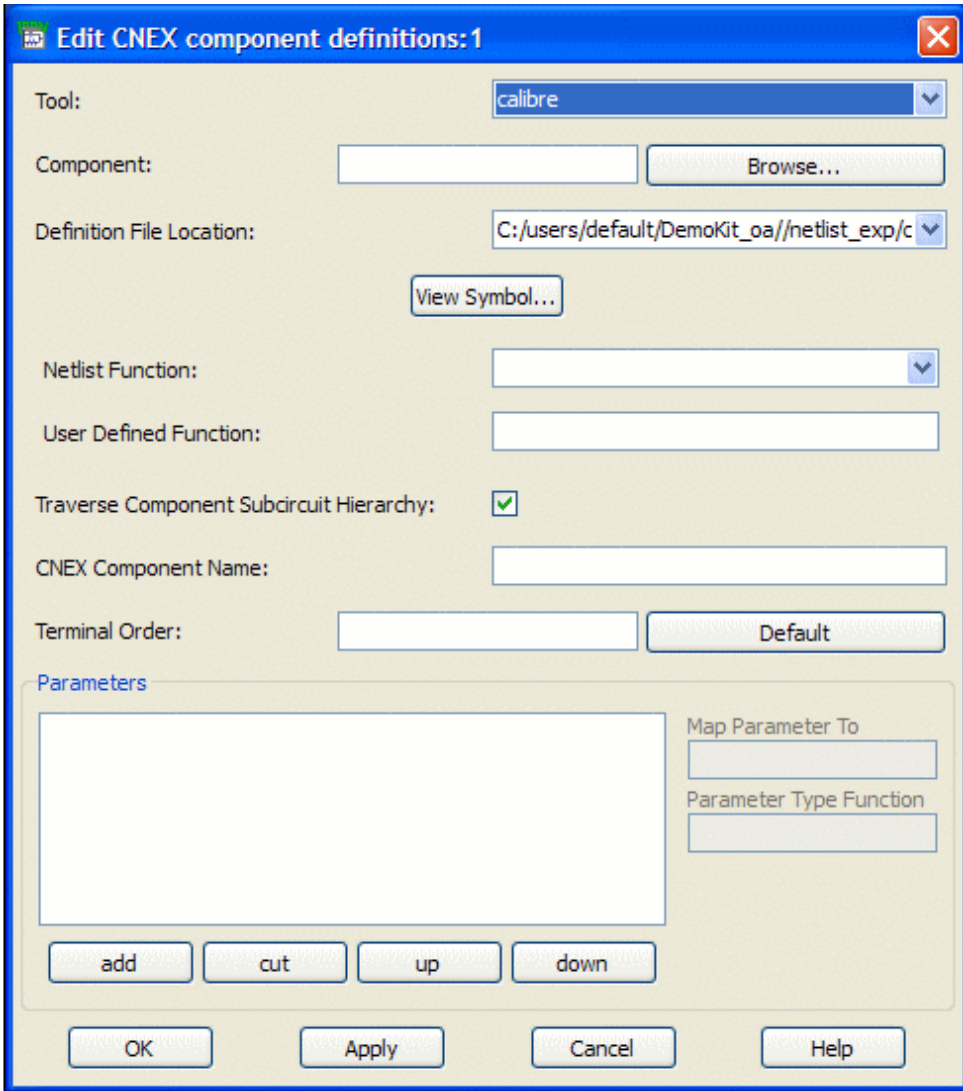 Edit CNEX component definitions:1
Tool:
calibre
Component:
Browse...
Definition File Location:
C:/users/default/DemoKit_oa//netlist_exp/c
View Symbol...
Netlist Function:
User Defined Function:
Traverse Component Subcircuit Hierarchy:
CNEX Component Name:
Terminal Order:
Default
Parameters
Map Parameter To
Parameter Type Function
add
cut
up
down
OK
Apply
Cancel
Help